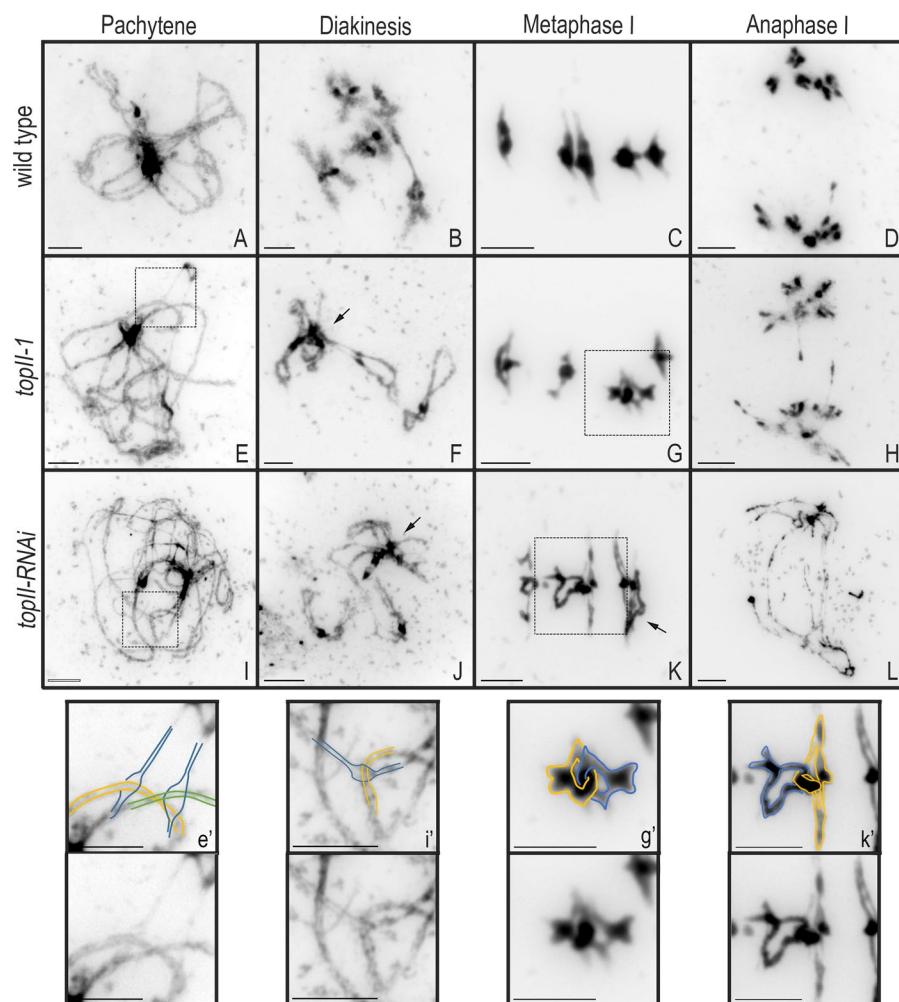 Pachytene Diakinesis Metaphase I Anaphase I
wild type
A B C D
topII-1
E F G H
topII-RNAi
I J K L
e’ i’ g’ k’